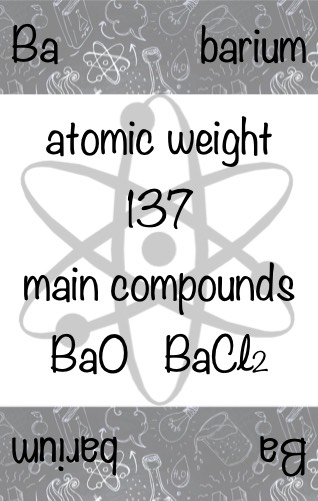 Ba barium
atomic weight
137
main compounds
BaO BaCl₂
barium Ba